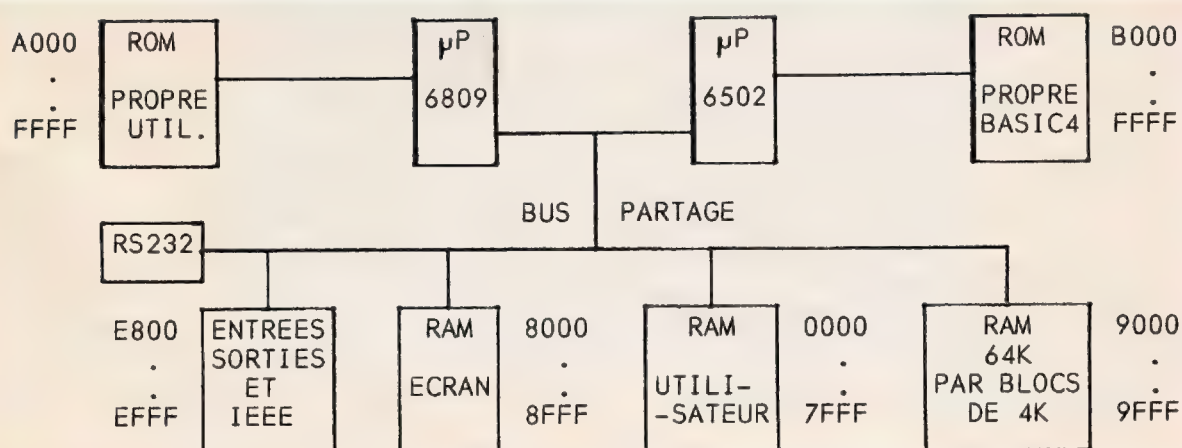 A000
.
.
FFFF
ROM
PROPRE
UTIL.
µP
6809
µP
6502
ROM
PROPRE
BASIC4
B000
.
.
FFFF
BUS PARTAGE
RS232
E800
.
.
EFFF
ENTREES
SORTIES
ET
IEEE
RAM
ECRAN
8000
.
.
8FFF
RAM
UTILI-
-SATEUR
0000
.
.
7FFF
RAM
64K
PAR BLOCS
DE 4K
9000
.
.
9FFF